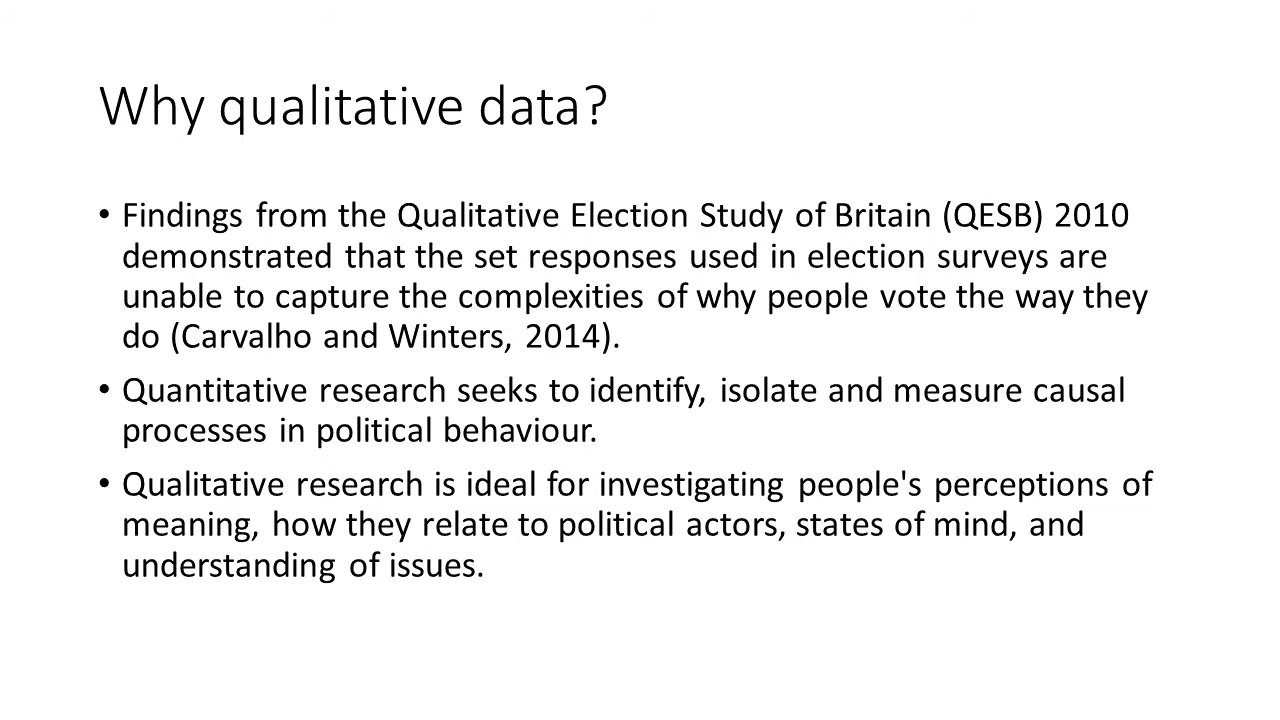 Why qualitative data?
• Findings from the Qualitative Election Study of Britain (QESB) 2010
demonstrated that the set responses used in election surveys are
unable to capture the complexities of why people vote the way they
do (Carvalho and Winters, 2014).
• Quantitative research seeks to identify, isolate and measure causal
processes in political behaviour.
• Qualitative research is ideal for investigating people's perceptions of
meaning, how they relate to political actors, states of mind, and
understanding of issues.